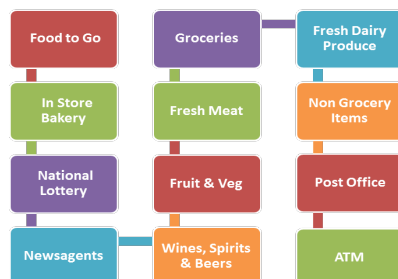 Food to Go
In Store
Bakery
National
Lottery
Newsagents
Wines, Spirits
& Beers
Fruit & Veg
Fresh Meat
Groceries
Fresh Dairy
Produce
Non Grocery
Items
Post Office
ATM